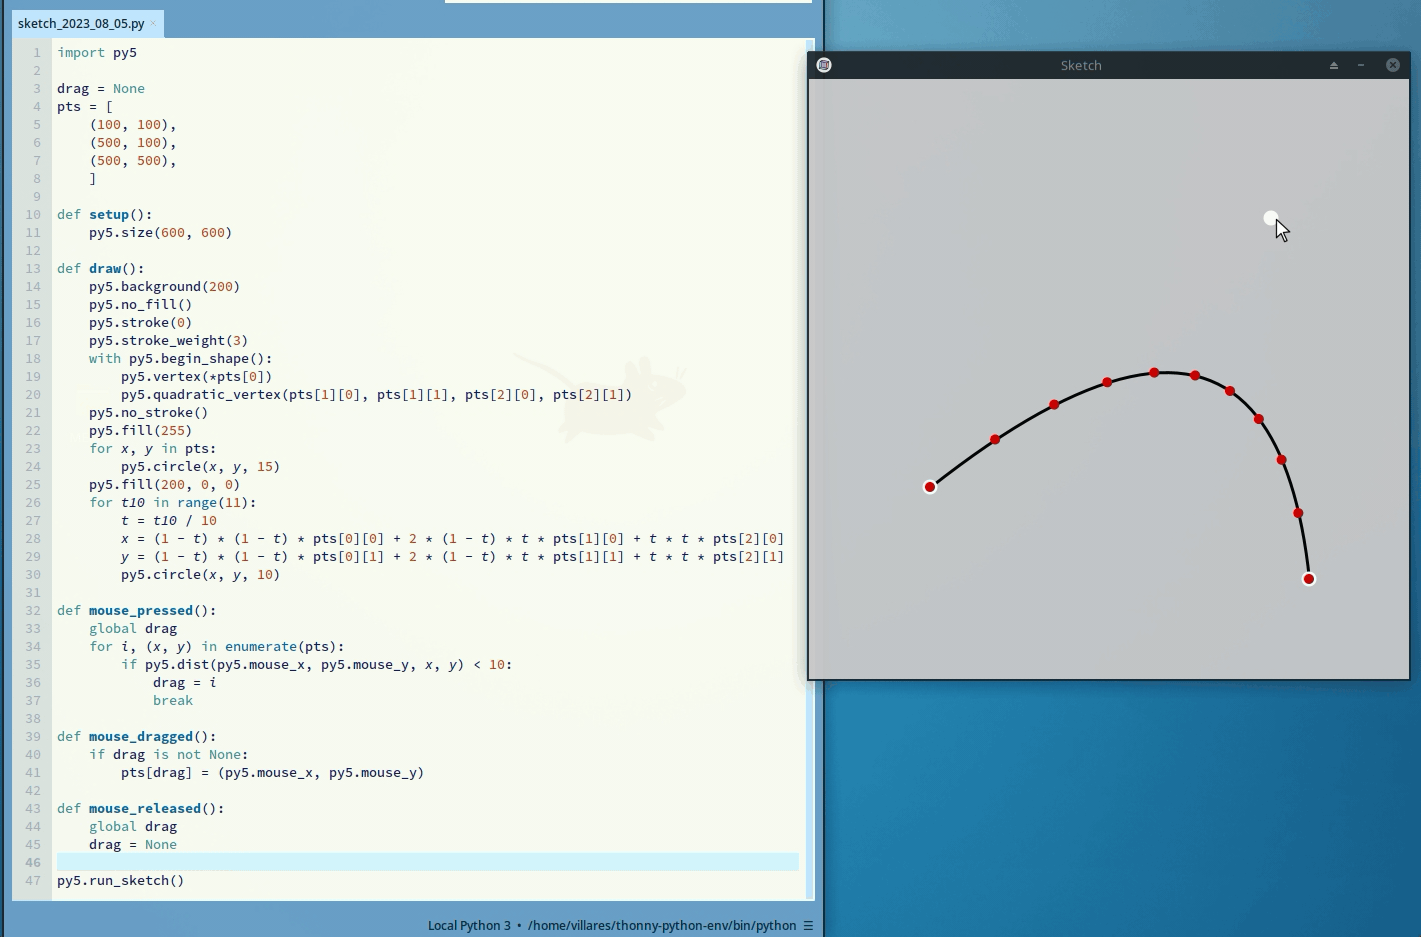 sketch_2023_08_05.py ×
1 import py5
2
3 drag = None
4 pts = [
5     (100, 100),
6     (500, 100),
7     (500, 500),
8     ]
9
10 def setup():
11     py5.size(600, 600)
12
13 def draw():
14     py5.background(200)
15     py5.no_fill()
16     py5.stroke(0)
17     py5.stroke_weight(3)
18     with py5.begin_shape():
19         py5.vertex(*pts[0])
20         py5.quadratic_vertex(pts[1][0], pts[1][1], pts[2][0], pts[2][1])
21     py5.no_stroke()
22     py5.fill(255)
23     for x, y in pts:
24         py5.circle(x, y, 15)
25     py5.fill(200, 0, 0)
26     for t10 in range(11):
27         t = t10 / 10
28         x = (1 - t) * (1 - t) * pts[0][0] + 2 * (1 - t) * t * pts[1][0] + t * t * pts[2][0]
29         y = (1 - t) * (1 - t) * pts[0][1] + 2 * (1 - t) * t * pts[1][1] + t * t * pts[2][1]
30         py5.circle(x, y, 10)
31
32 def mouse_pressed():
33     global drag
34     for i, (x, y) in enumerate(pts):
35         if py5.dist(py5.mouse_x, py5.mouse_y, x, y) < 10:
36             drag = i
37             break
38
39 def mouse_dragged():
40     if drag is not None:
41         pts[drag] = (py5.mouse_x, py5.mouse_y)
42
43 def mouse_released():
44     global drag
45     drag = None
46
47 py5.run_sketch()
Local Python 3 • /home/villares/thonny-python-env/bin/python ☰
Sketch